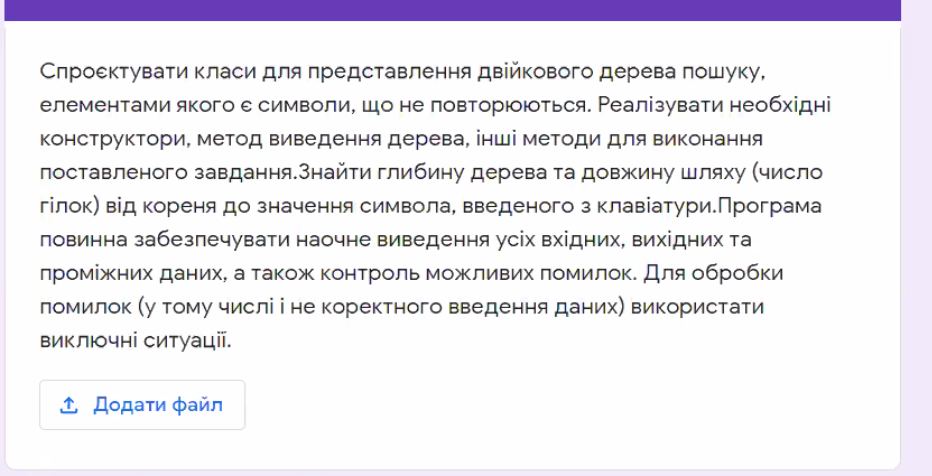 Спроєктувати класи для представлення двійкового дерева пошуку,
елементами якого є символи, що не повторюються. Реалізувати необхідні
конструктори, метод виведення дерева, інші методи для виконання
поставленого завдання.Знайти глибину дерева та довжину шляху (число
гілок) від кореня до значення символа, введеного з клавіатури.Програма
повинна забезпечувати наочне виведення усіх вхідних, вихідних та
проміжних даних, а також контроль можливих помилок. Для обробки
помилок (у тому числі і не коректного введення даних) використати
виключні ситуації.
Додати файл